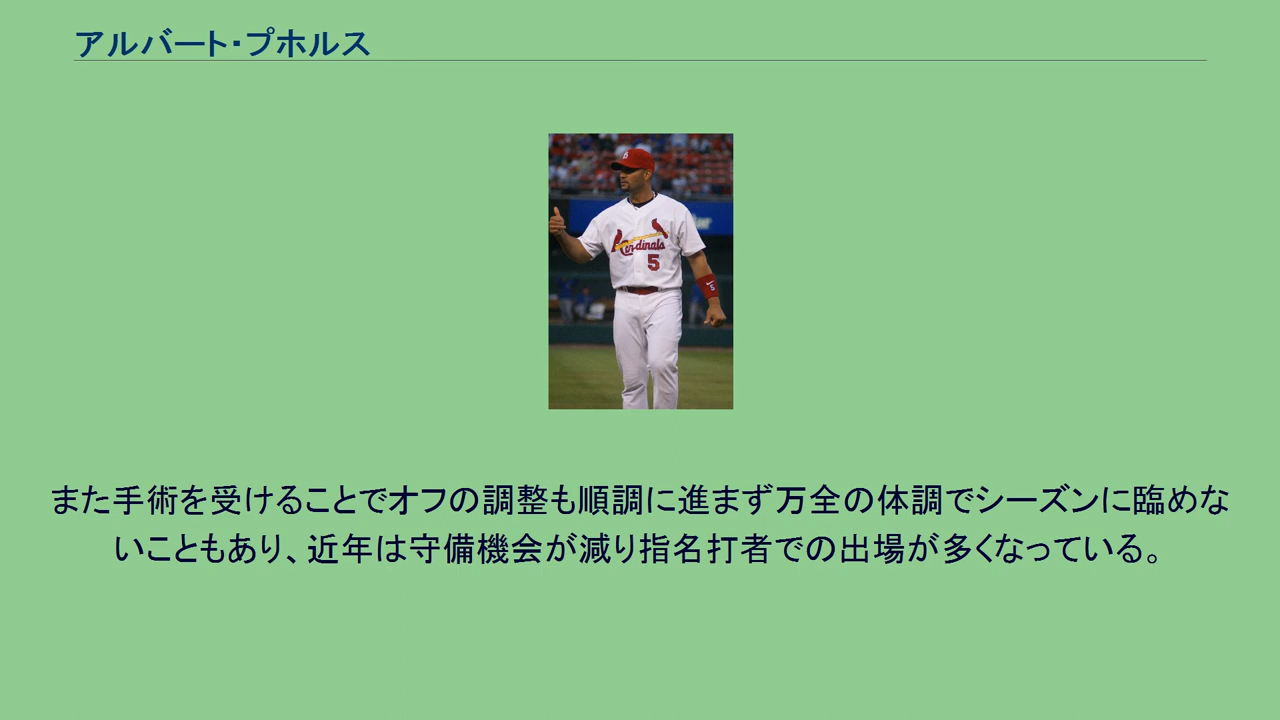 アルバート・プホルス
Cardinals
5
5
また手術を受けることでオフの調整も順調に進まず万全の体調でシーズンに臨めな
いこともあり、近年は守備機会が減り指名打者での出場が多くなっている。